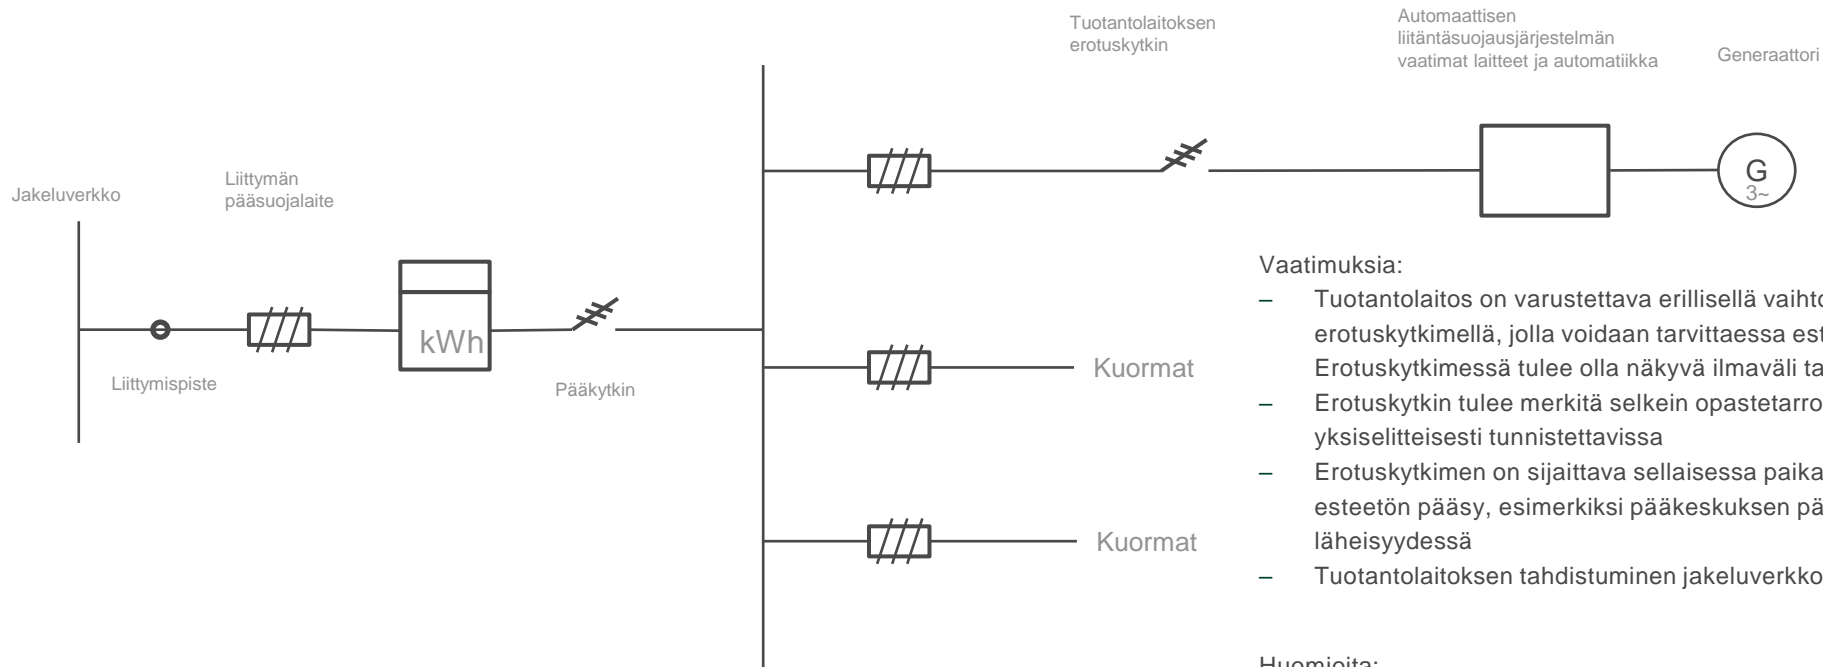 Tuotantolaitoksen
erotuskytkin
Automaattisen
liitäntäsuojausjärjestelmän
vaatimat laitteet ja automatiikka
Generaattori
Jakeluverkko
Liittymän
pääsuojalaite
G
3~
kWh
Liittymispiste
Pääkytkin
Kuormat
Kuormat
Vaatimuksia:
– Tuotantolaitos on varustettava erillisellä
erotuskytkimellä, jolla voidaan tarvittaessa
Erotuskytkimessä tulee olla näkyvä ilmaväli
– Erotuskytkin tulee merkitä selkein
yksiselitteisesti tunnistettavissa
– Erotuskytkimen on sijaittava sellaisessa
esteetön pääsy, esimerkiksi pääkeskuksen
läheisyydessä
– Tuotantolaitoksen tahdistuminen
Huomioita: